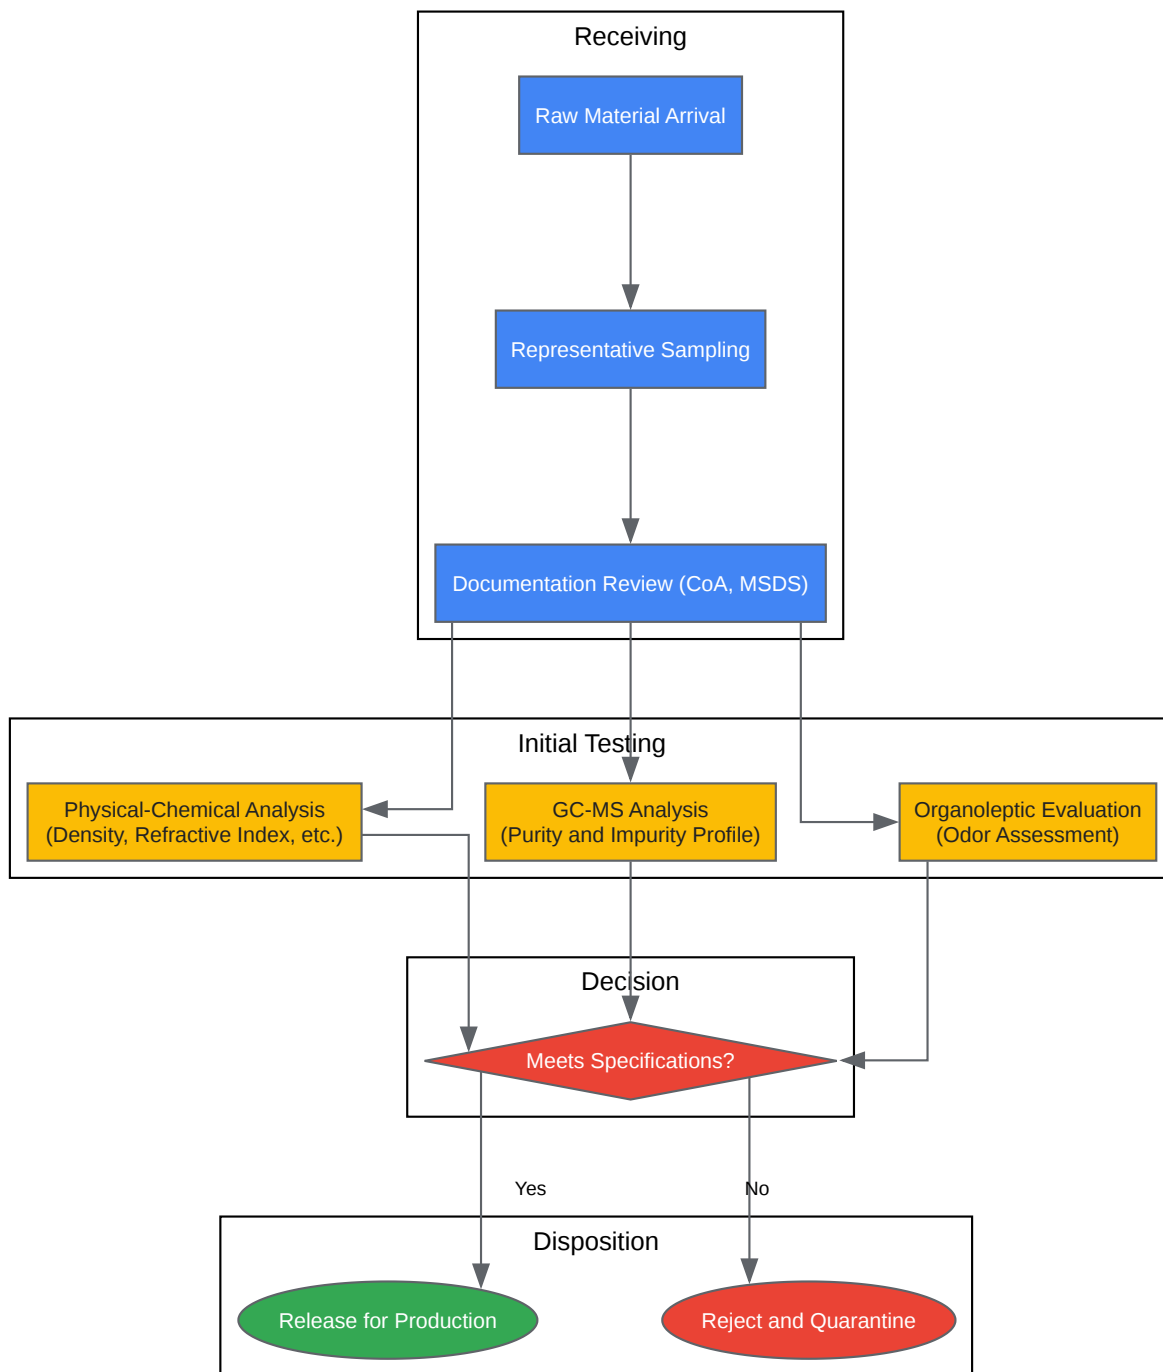 Receiving
Raw Material Arrival
Representative Sampling
Documentation Review (CoA, MSDS)
Initial Testing
Physical-Chemical Analysis
(Density, Refractive Index, etc.)
GC-MS Analysis
(Purity and Impurity Profile)
Organoleptic Evaluation
(Odor Assessment)
Decision
Meets Specifications?
Yes
No
Disposition
Release for Production
Reject and Quarantine